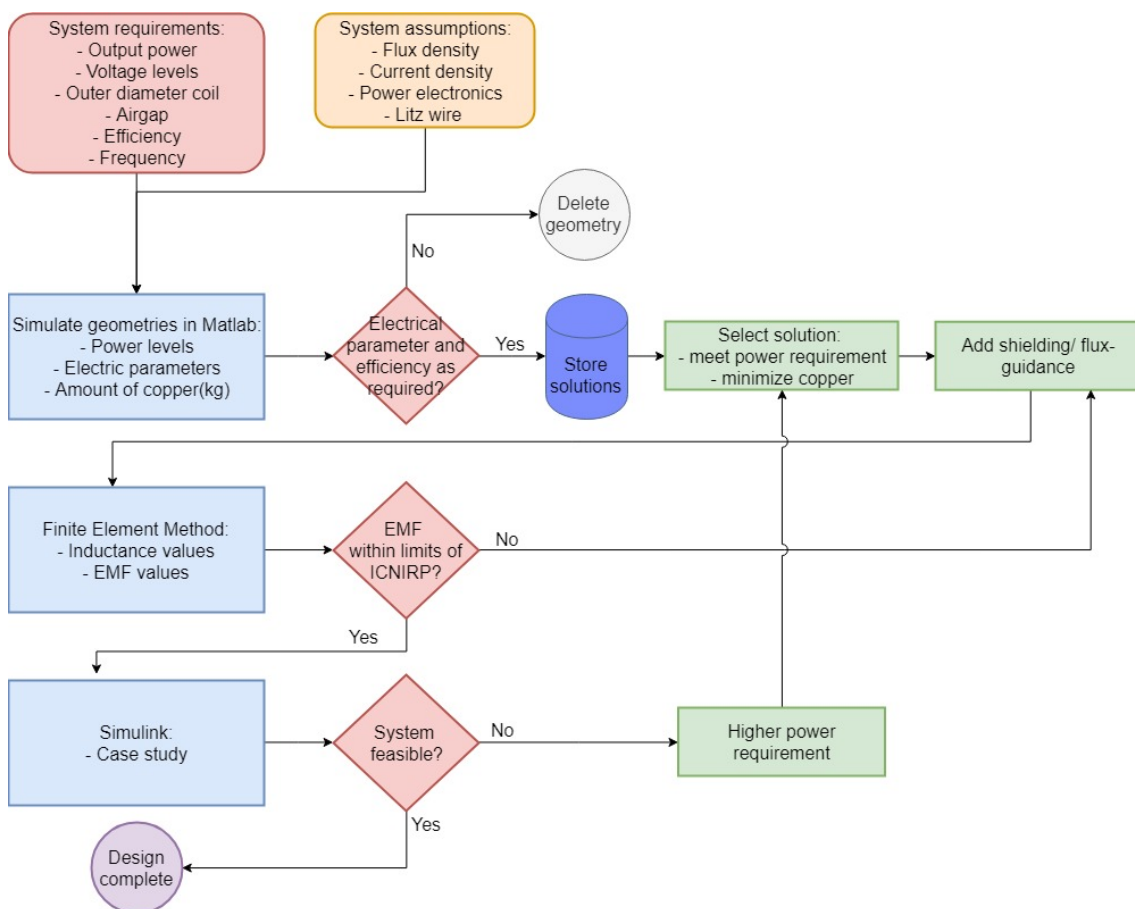 System requirements:
- Output power
- Voltage levels
- Outer diameter coil
- Airgap
- Efficiency
- Frequency
System assumptions:
- Flux density
- Current density
- Power electronics
- Litz wire
Delete
geometry
No
Simulate geometries in Matlab:
- Power levels
- Electric parameters
- Amount of copper(kg)
Electrical
parameter and
efficiency as
required?
Yes
Store
solutions
Select solution:
- meet power requirement
- minimize copper
Add shielding/ flux-
guidance
Finite Element Method:
- Inductance values
- EMF values
EMF
within limits of
ICNIRP?
No
Yes
Simulink:
- Case study
System
feasible?
No
Higher power
requirement
Yes
Design
complete